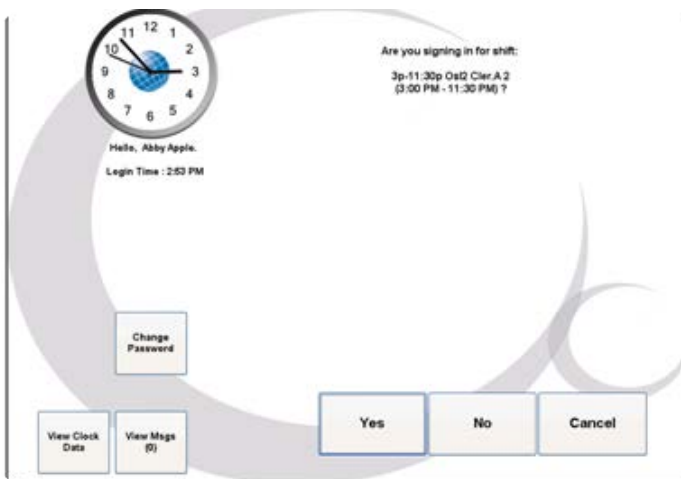 12
11
1
10
2
9
3
8
4
7
5
6
Hello, Abby Apple.
Login Time : 2:53 PM
Are you signing in for shift:
3p-11:30p Osl2 Cler.A 2
(3:00 PM - 11:30 PM) ?
Change
Password
View Clock
Data
View Msgs
(0)
Yes
No
Cancel